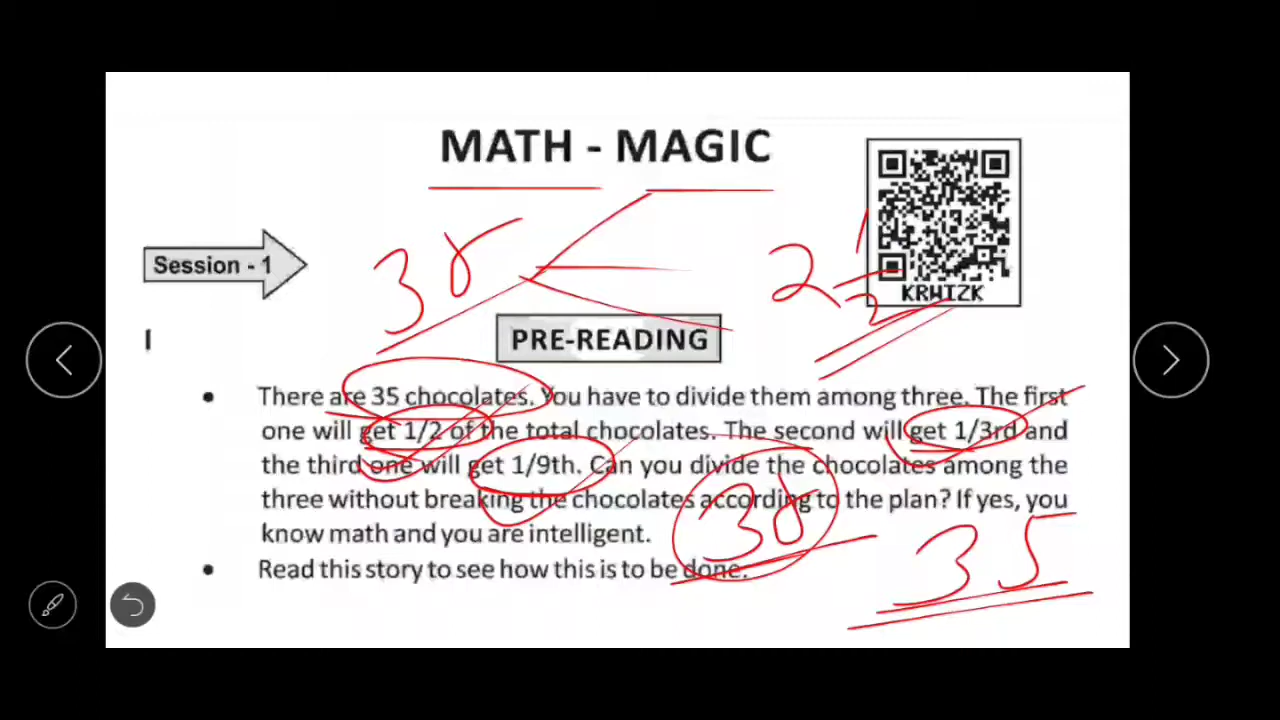 MATH - MAGIC
KRWIZK
Session - 1
I
PRE-READING
• There are 35 chocolates. You have to divide them among three. The first
one will get 1/2 of the total chocolates. The second will get 1/3rd and
the third one will get 1/9th. Can you divide the chocolates among the
three without breaking the chocolates according to the plan? If yes, you
know math and you are intelligent.
• Read this story to see how this is to be done.
35